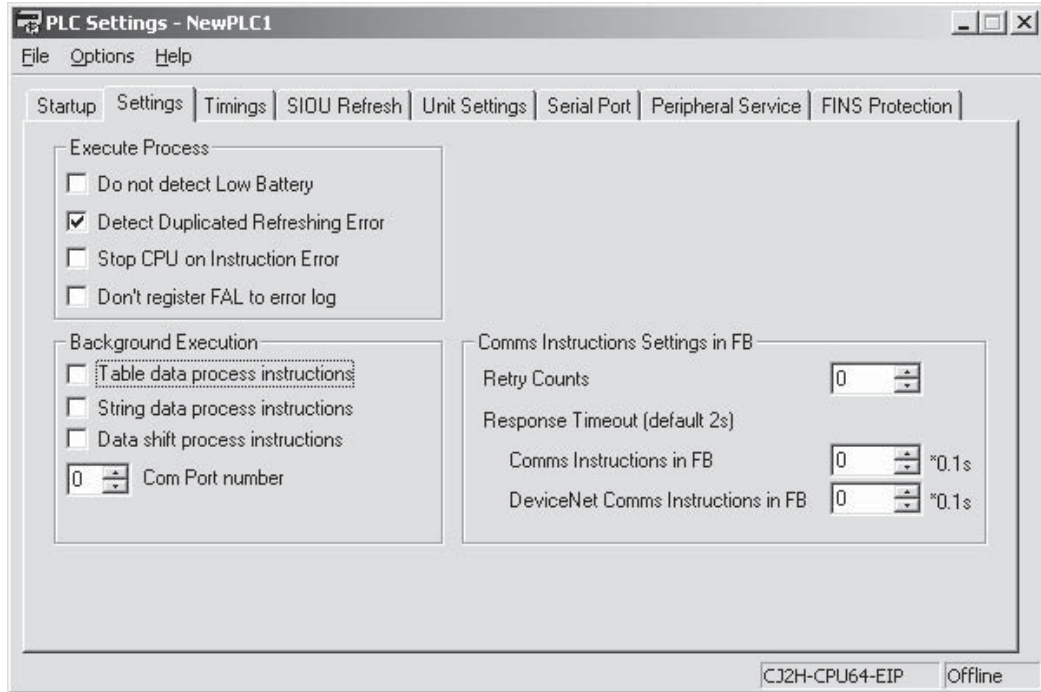 PLC Settings - NewPLC1
File Options Help
Startup Settings Timings SIOU Refresh Unit Settings Serial Port Peripheral Service FINS Protection
Execute Process
Do not detect Low Battery
Detect Duplicated Refreshing Error
Stop CPU on Instruction Error
Don't register FAL to error log
Background Execution
Table data process instructions
String data process instructions
Data shift process instructions
0 Com Port number
Comms Instructions Settings in FB
Retry Counts 0
Response Timeout (default 2s)
Comms Instructions in FB 0 *0.1s
DeviceNet Comms Instructions in FB 0 *0.1s
CJ2H-CPU64-EIP Offline